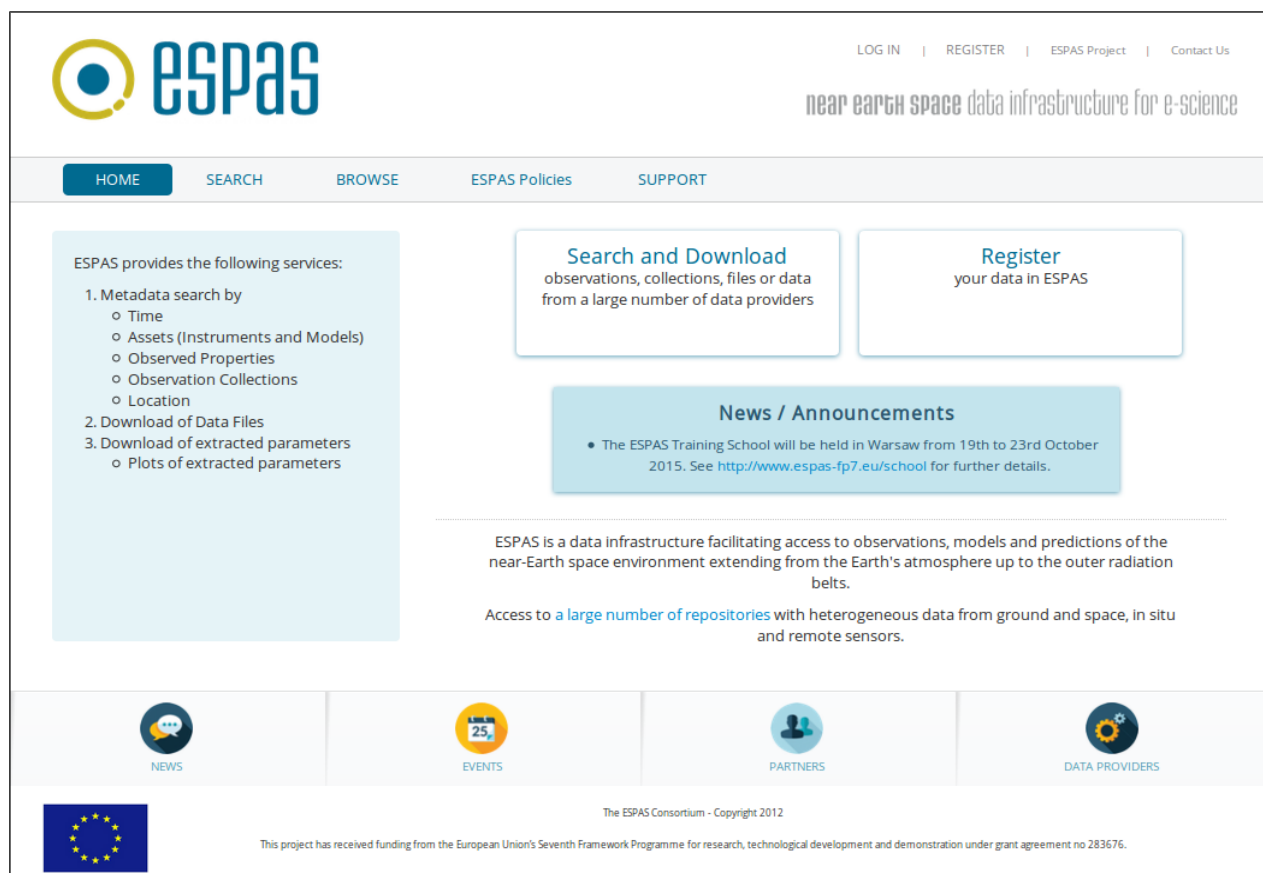 espas
LOG IN | REGISTER | ESPAS Project | Contact Us
near earth space data infrastructure for e-science
HOME SEARCH BROWSE ESPAS Policies SUPPORT
ESPAS provides the following services:
1. Metadata search by
Time
Assets (Instruments and Models)
Observed Properties
Observation Collections
Location
2. Download of Data Files
3. Download of extracted parameters
Plots of extracted parameters
Search and Download
observations, collections, files or data
from a large number of data providers
Register
your data in ESPAS
News / Announcements
The ESPAS Training School will be held in Warsaw from 19th to 23rd October
2015. See http://www.espas-fp7.eu/school for further details.
ESPAS is a data infrastructure facilitating access to observations, models and predictions of the
near-Earth space environment extending from the Earth's atmosphere up to the outer radiation
belts.
Access to a large number of repositories with heterogeneous data from ground and space, in situ
and remote sensors.
25
NEWS EVENTS PARTNERS DATA PROVIDERS
The ESPAS Consortium - Copyright 2012
This project has received funding from the European Union's Seventh Framework Programme for research, technological development and demonstration under grant agreement no 283676.